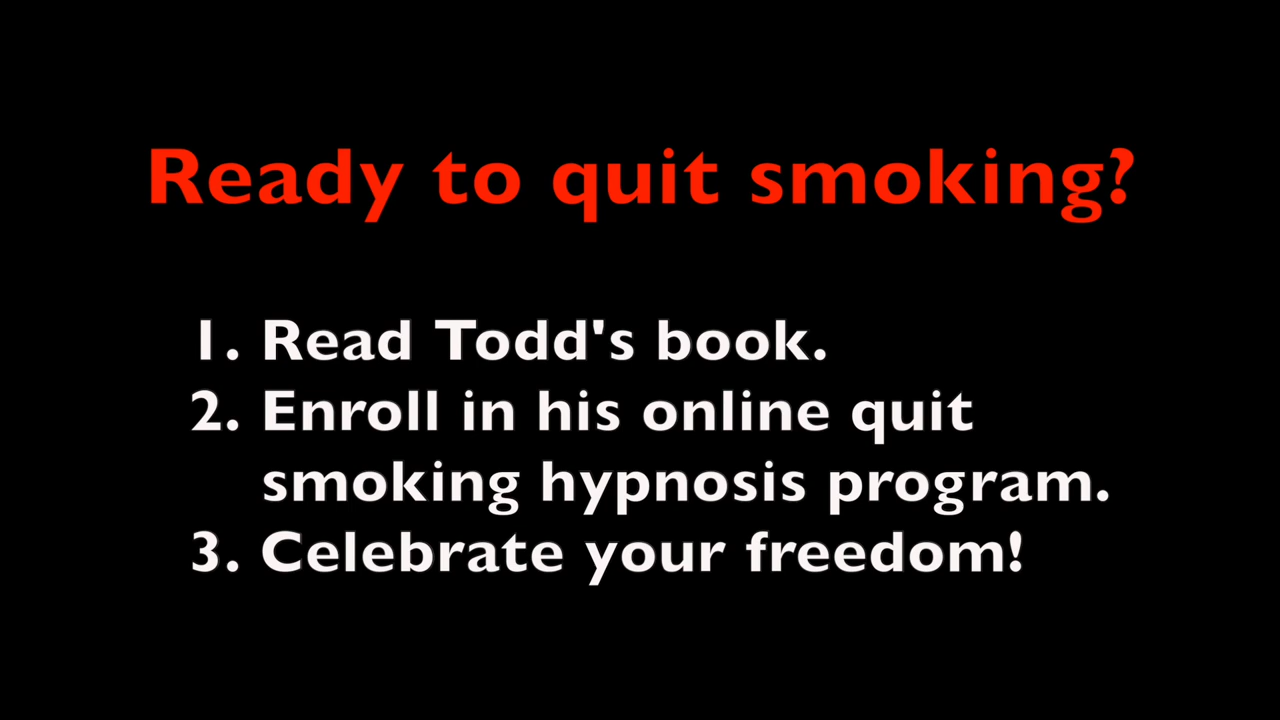 Ready to quit smoking?
1. Read Todd's book.
2. Enroll in his online quit
smoking hypnosis program.
3. Celebrate your freedom!